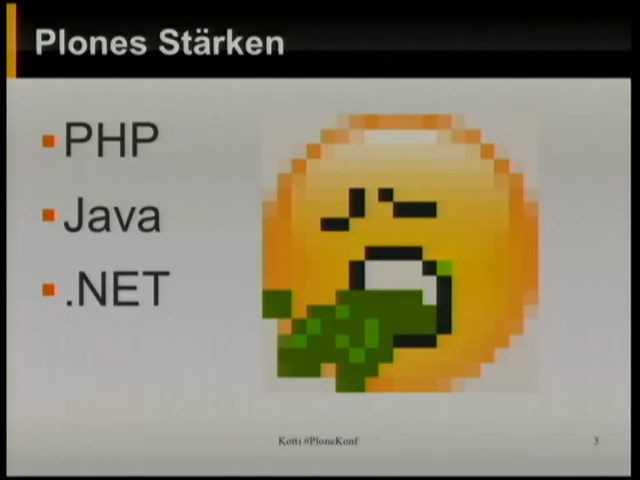 Plones Stärken
PHP
Java
.NET
Kotti #PloneKonf
3